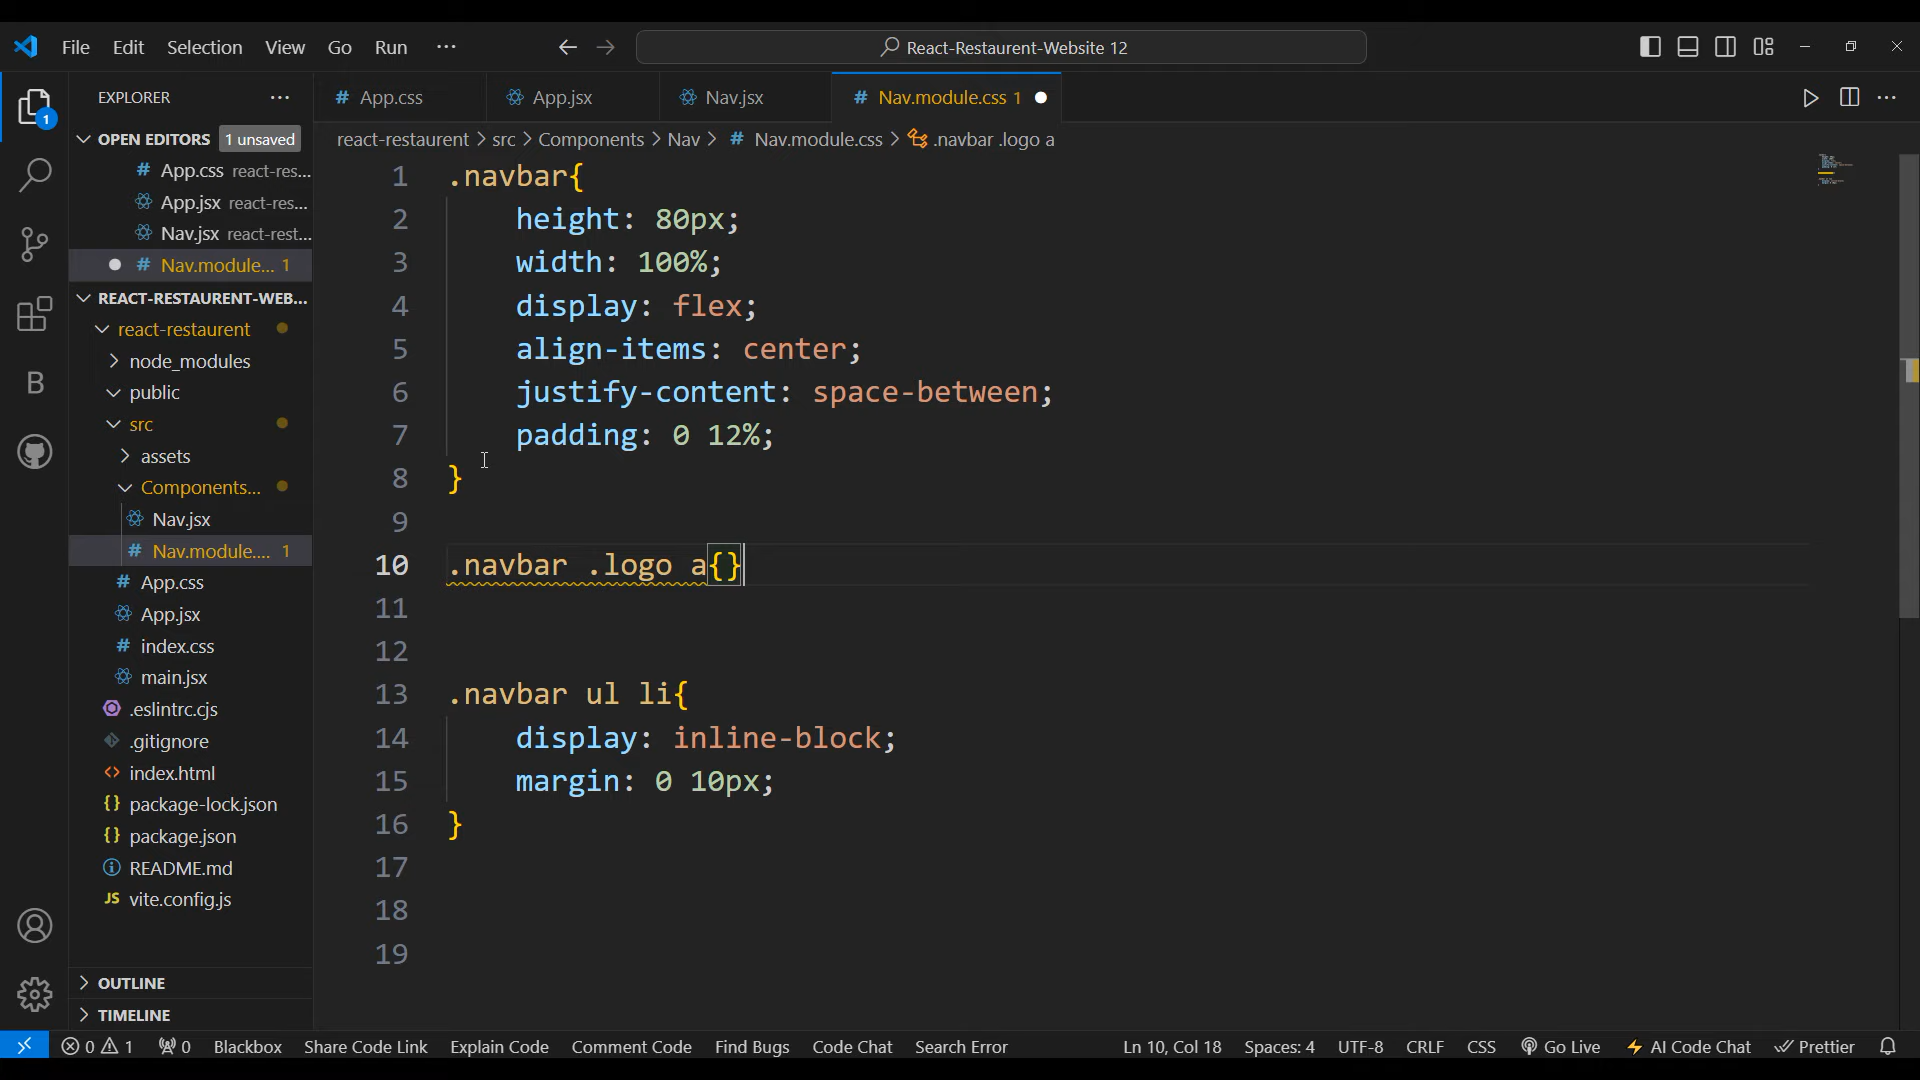 File Edit Selection View Go Run ··· React-Restaurent-Website 12
EXPLORER ···
1
OPEN EDITORS 1 unsaved
# App.css react-res...
App.jsx react-res...
Nav.jsx react-rest...
# Nav.module... 1
REACT-RESTAURENT-WEB...
react-restaurent
node_modules
public
src
assets
Components...
Nav.jsx
# Nav.module.... 1
# App.css
App.jsx
# index.css
main.jsx
.eslintrc.cjs
.gitignore
<> index.html
{} package-lock.json
{} package.json
README.md
JS vite.config.js
OUTLINE
TIMELINE
B
# App.css App.jsx Nav.jsx # Nav.module.css 1
react-restaurent > src > Components > Nav > # Nav.module.css > .navbar .logo a
1 .navbar{
2 height: 80px;
3 width: 100%;
4 display: flex;
5 align-items: center;
6 justify-content: space-between;
7 padding: 0 12%;
8 }
9
10 .navbar .logo a{}
11
12
13 .navbar ul li{
14 display: inline-block;
15 margin: 0 10px;
16 }
17
18
19
0 1 0 Blackbox Share Code Link Explain Code Comment Code Find Bugs Code Chat Search Error Ln 10, Col 18 Spaces: 4 UTF-8 CRLF CSS Go Live AI Code Chat Prettier